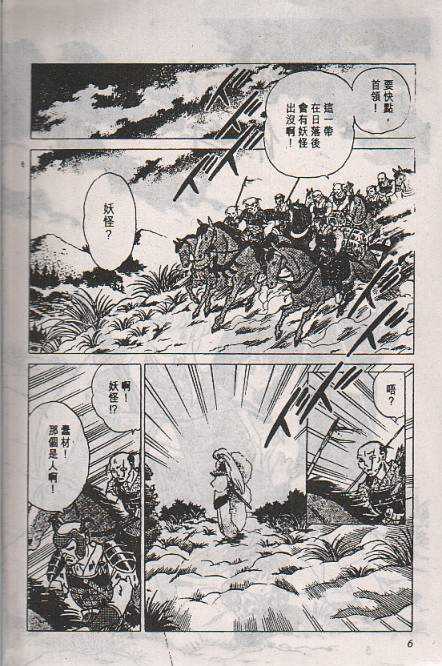 要快點，
首領！
這一帶
在日落後
會有妖怪
出沒啊！
妖怪？
唔？
啊！
妖怪!?
蠢材！
那個是人啊！
6